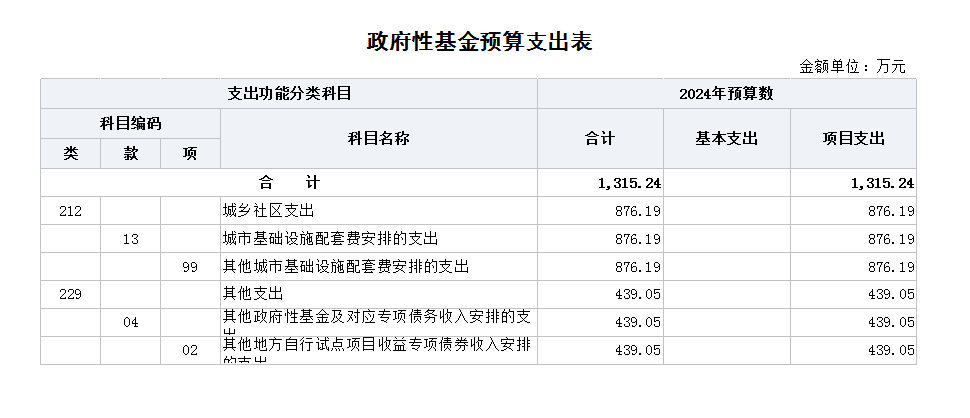 政府性基金预算支出表
金额单位：万元
支出功能分类科目 2024年预算数
科目编码 科目名称 合计 基本支出 项目支出
类 款 项
合 计 1,315.24 1,315.24
212 城乡社区支出 876.19 876.19
13 城市基础设施配套费安排的支出 876.19 876.19
99 其他城市基础设施配套费安排的支出 876.19 876.19
229 其他支出 439.05 439.05
04 其他政府性基金及对应专项债务收入安排的支 439.05 439.05
出
02 其他地方自行试点项目收益专项债券收入安排 439.05 439.05
的支出